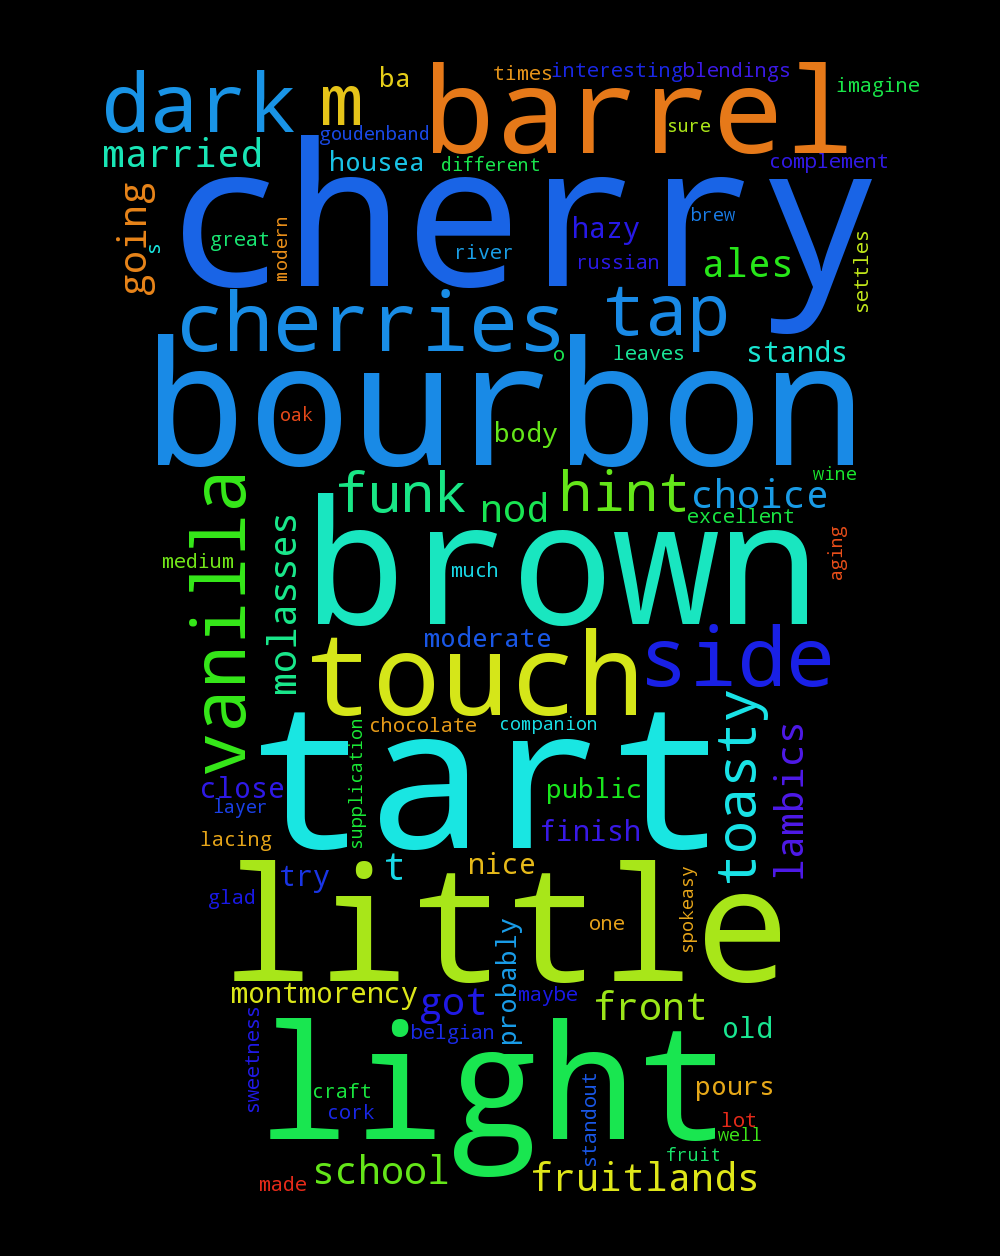 ba
times
interesting
blendings
imagine
dark
m
barrel
goudenband
sure
married
housea
different
complement
cherry
going
s
great
modern
river
hazy
russian
brew
ales
settles
cherries
tap
o
leaves
stands
bourbon
oak
body
wine
vanilla
funk
nod
hint
choice
excellent
molasses
brown
medium
much
aging
moderate
touch
side
toasty
chocolate
companion
supplication
tart
lambics
close
layer
public
lacing
finish
try
t
nice
little
glad
one
spokeasy
probably
montmorency
got
maybe
front
belgian
old
sweetness
light
craft
cork
standout
pours
lot
well
fruit
school
made
fruitlands